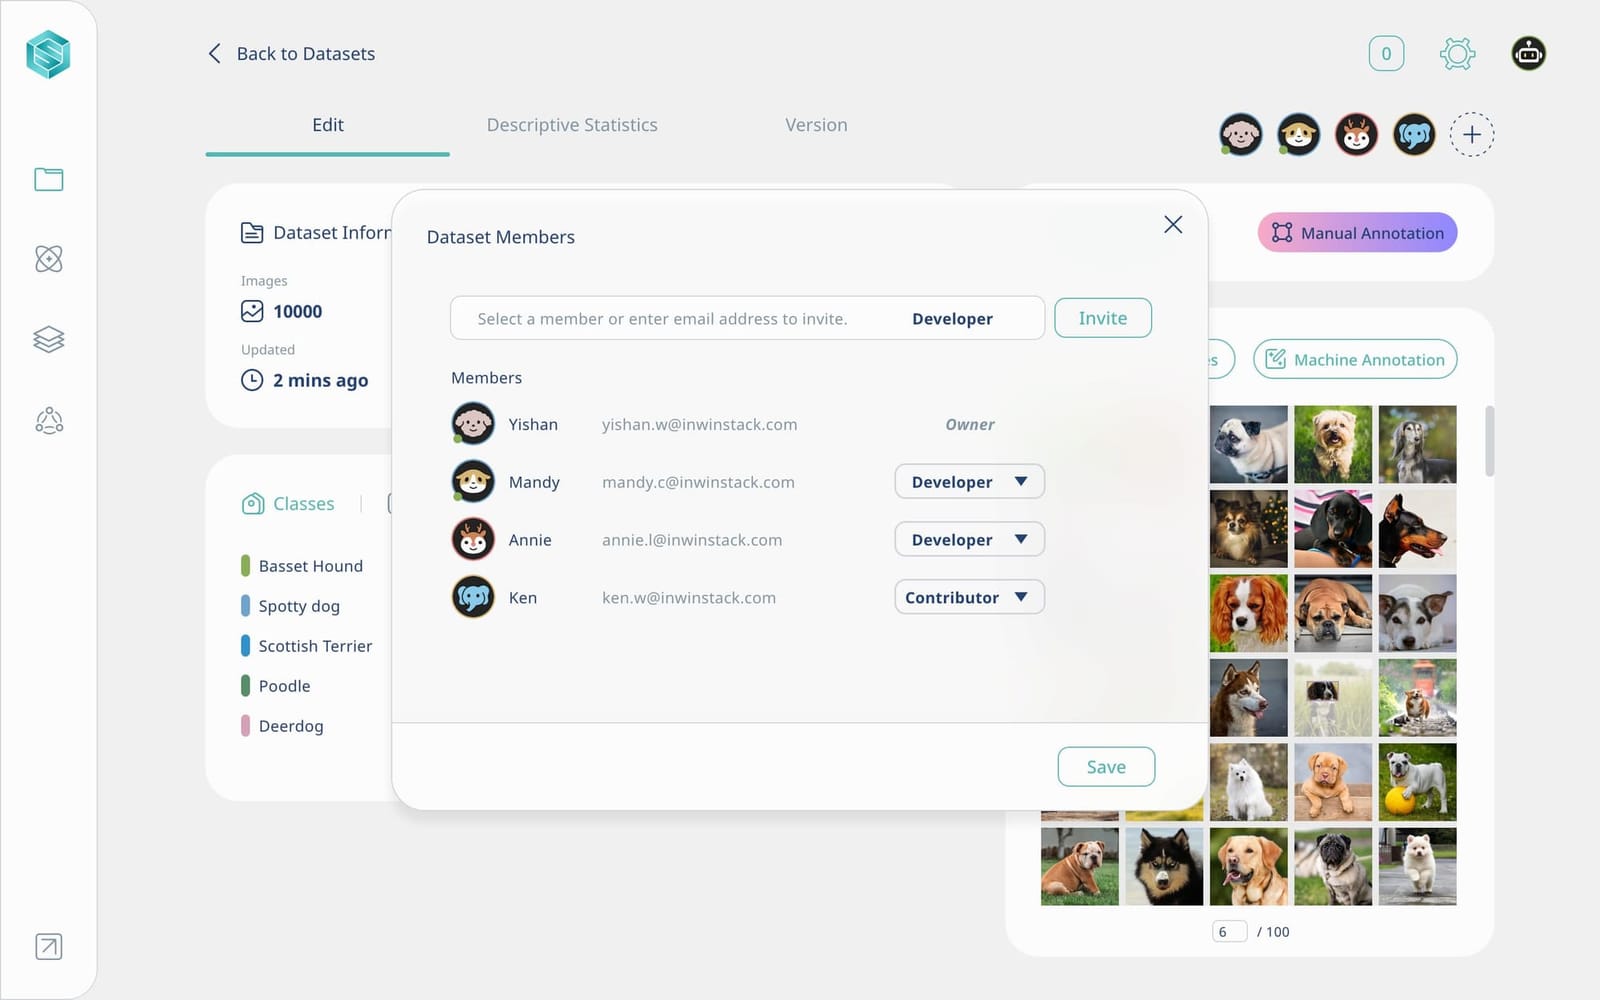 Back to Datasets
0
Edit
Descriptive Statistics
Version
Dataset Inforr
Images
10000
Updated
2 mins ago
Classes
Basset Hound
Spotty dog
Scottish Terrier
Poodle
Deerdog
Dataset Members
Select a member or enter email address to invite.
Developer
Invite
Members
Yishan yishan.w@inwinstack.com Owner
Mandy mandy.c@inwinstack.com Developer
Annie annie.l@inwinstack.com Developer
Ken ken.w@inwinstack.com Contributor
Save
Manual Annotation
Machine Annotation
6 / 100